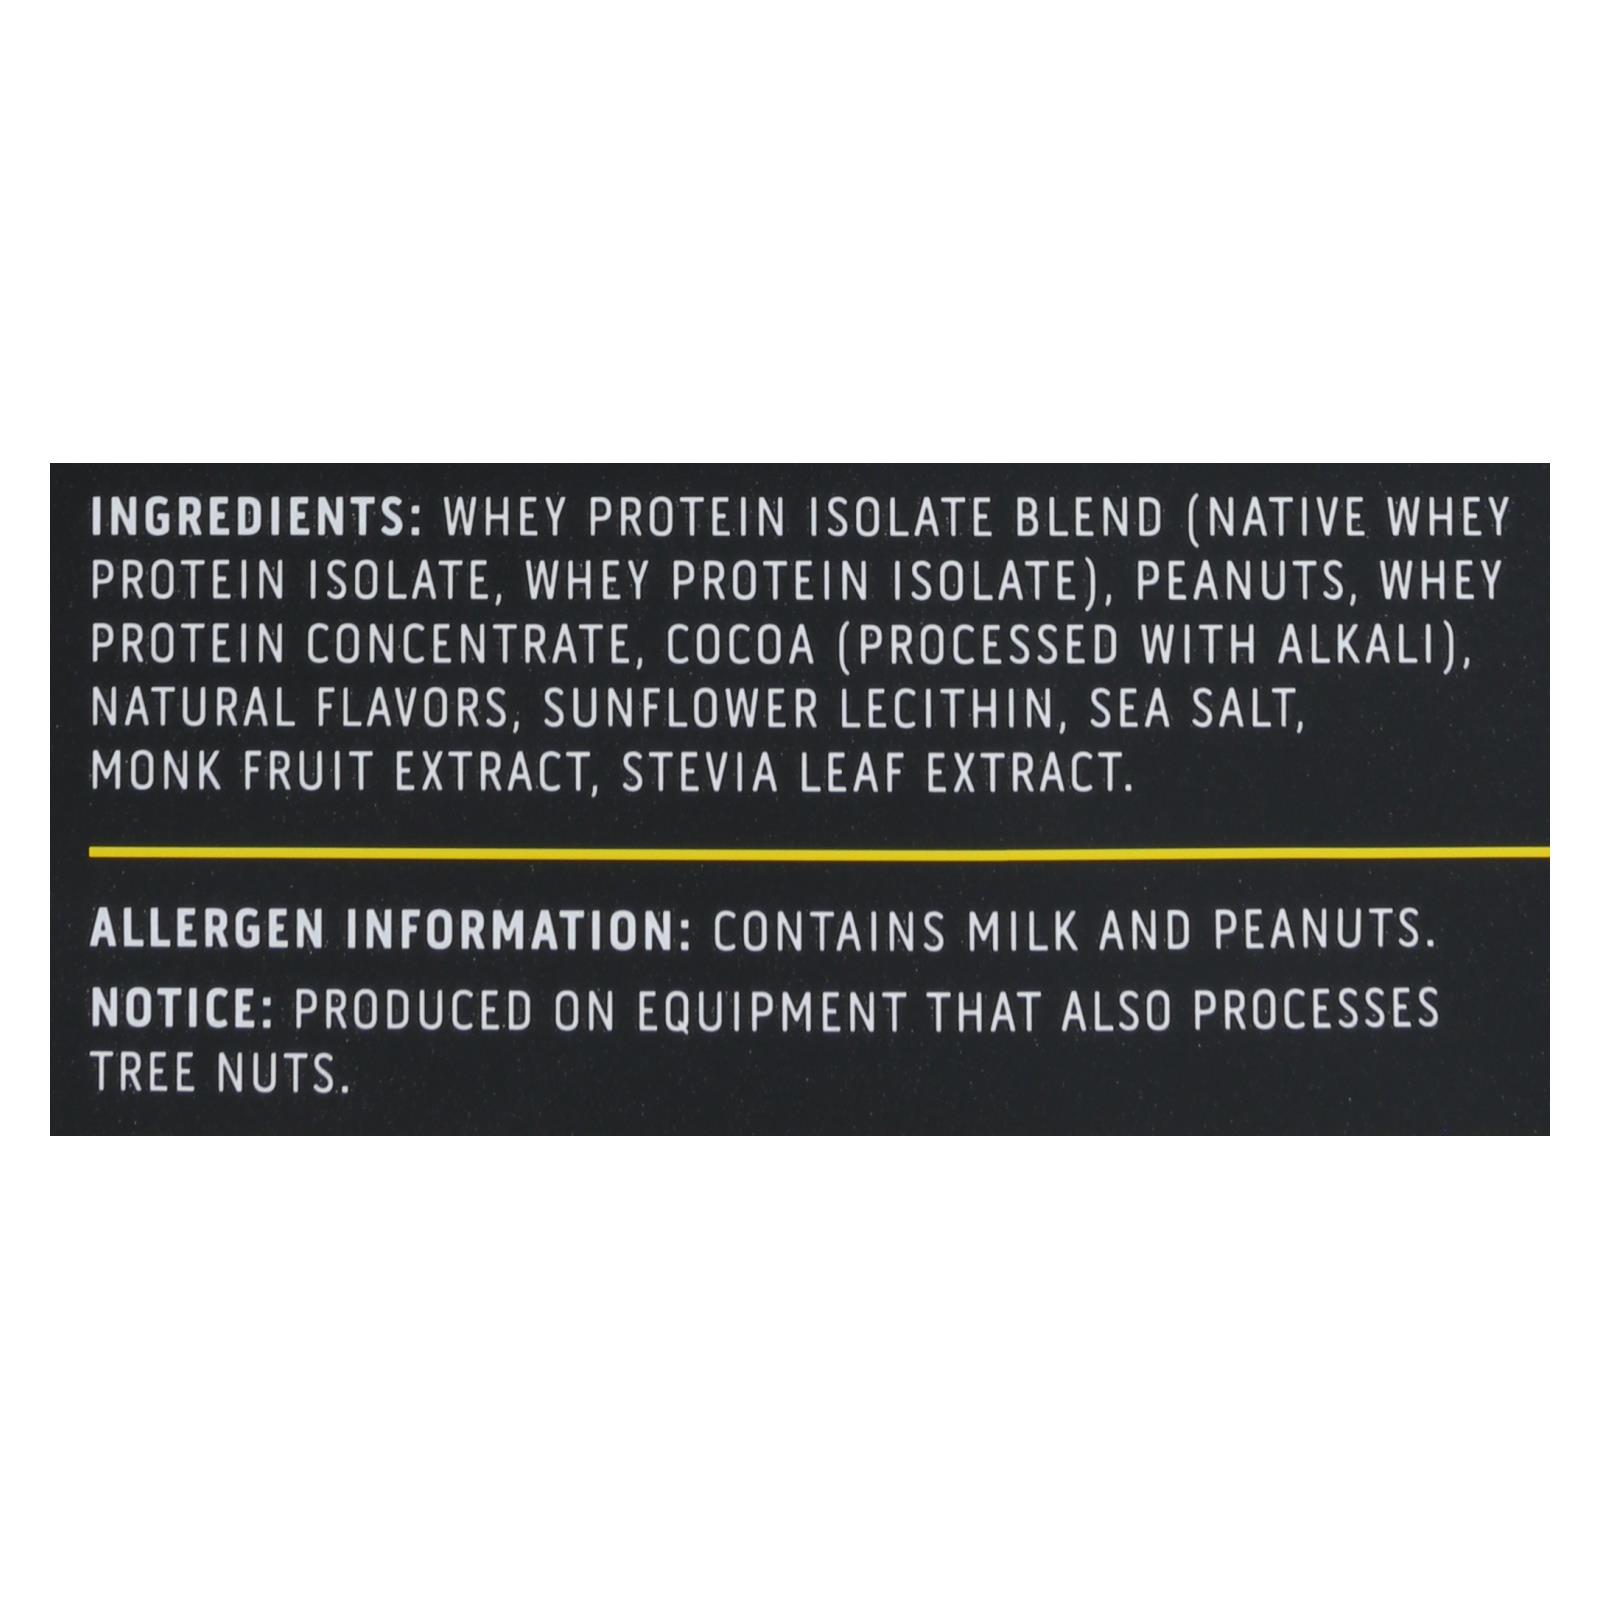 INGREDIENTS: WHEY PROTEIN ISOLATE BLEND (NATIVE WHEY
PROTEIN ISOLATE, WHEY PROTEIN ISOLATE), PEANUTS, WHEY
PROTEIN CONCENTRATE, COCOA (PROCESSED WITH ALKALI),
NATURAL FLAVORS, SUNFLOWER LECITHIN, SEA SALT,
MONK FRUIT EXTRACT, STEVIA LEAF EXTRACT.
ALLERGEN INFORMATION: CONTAINS MILK AND PEANUTS.
NOTICE: PRODUCED ON EQUIPMENT THAT ALSO PROCESSES
TREE NUTS.